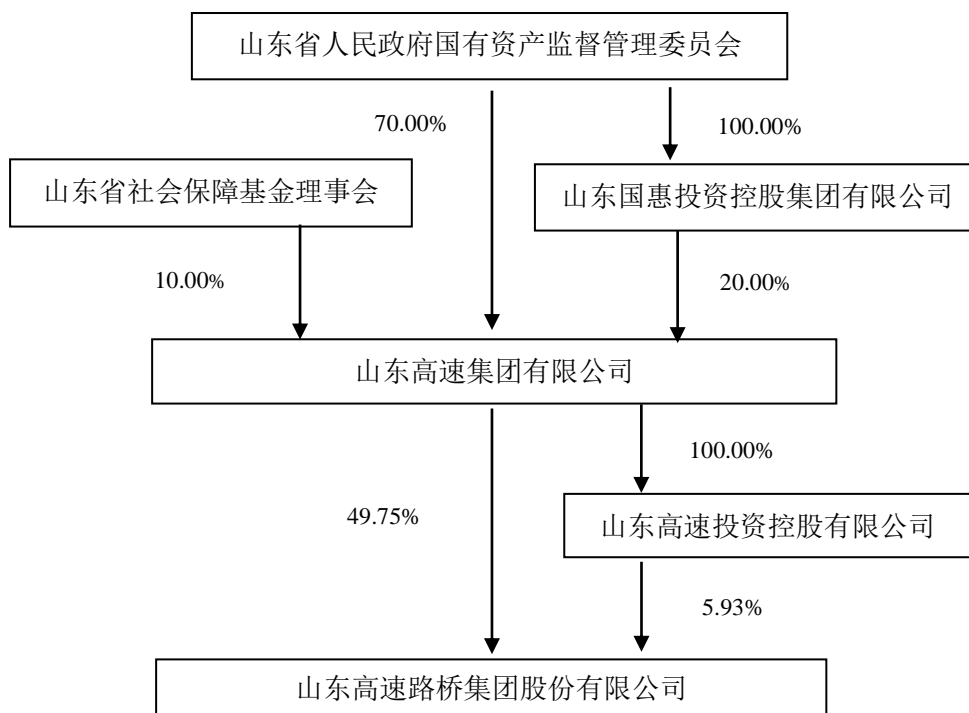 山东省人民政府国有资产监督管理委员会
70.00%
100.00%
山东省社会保障基金理事会
山东国惠投资控股集团有限公司
10.00%
20.00%
山东高速集团有限公司
100.00%
49.75%
山东高速投资控股有限公司
5.93%
山东高速路桥集团股份有限公司